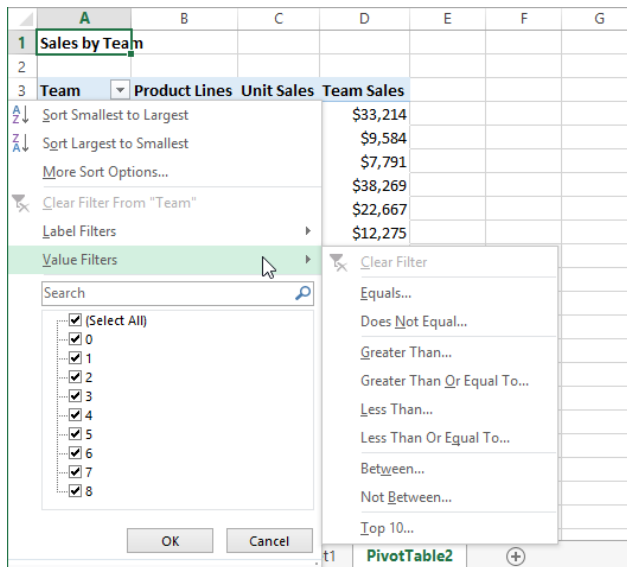 A B C D E F G
1 Sales by Team
2
3 Team Product Lines Unit Sales Team Sales
Sort Smallest to Largest $33,214
Sort Largest to Smallest $9,584
More Sort Options... $7,791
Clear Filter From "Team" $38,269
Label Filters $22,667
Value Filters $12,275
Search
(Select All)
0
1
2
3
4
5
6
7
8
OK Cancel
Clear Filter
Equals...
Does Not Equal...
Greater Than...
Greater Than Or Equal To...
Less Than...
Less Than Or Equal To...
Between...
Not Between...
Top 10...
t1 PivotTable2